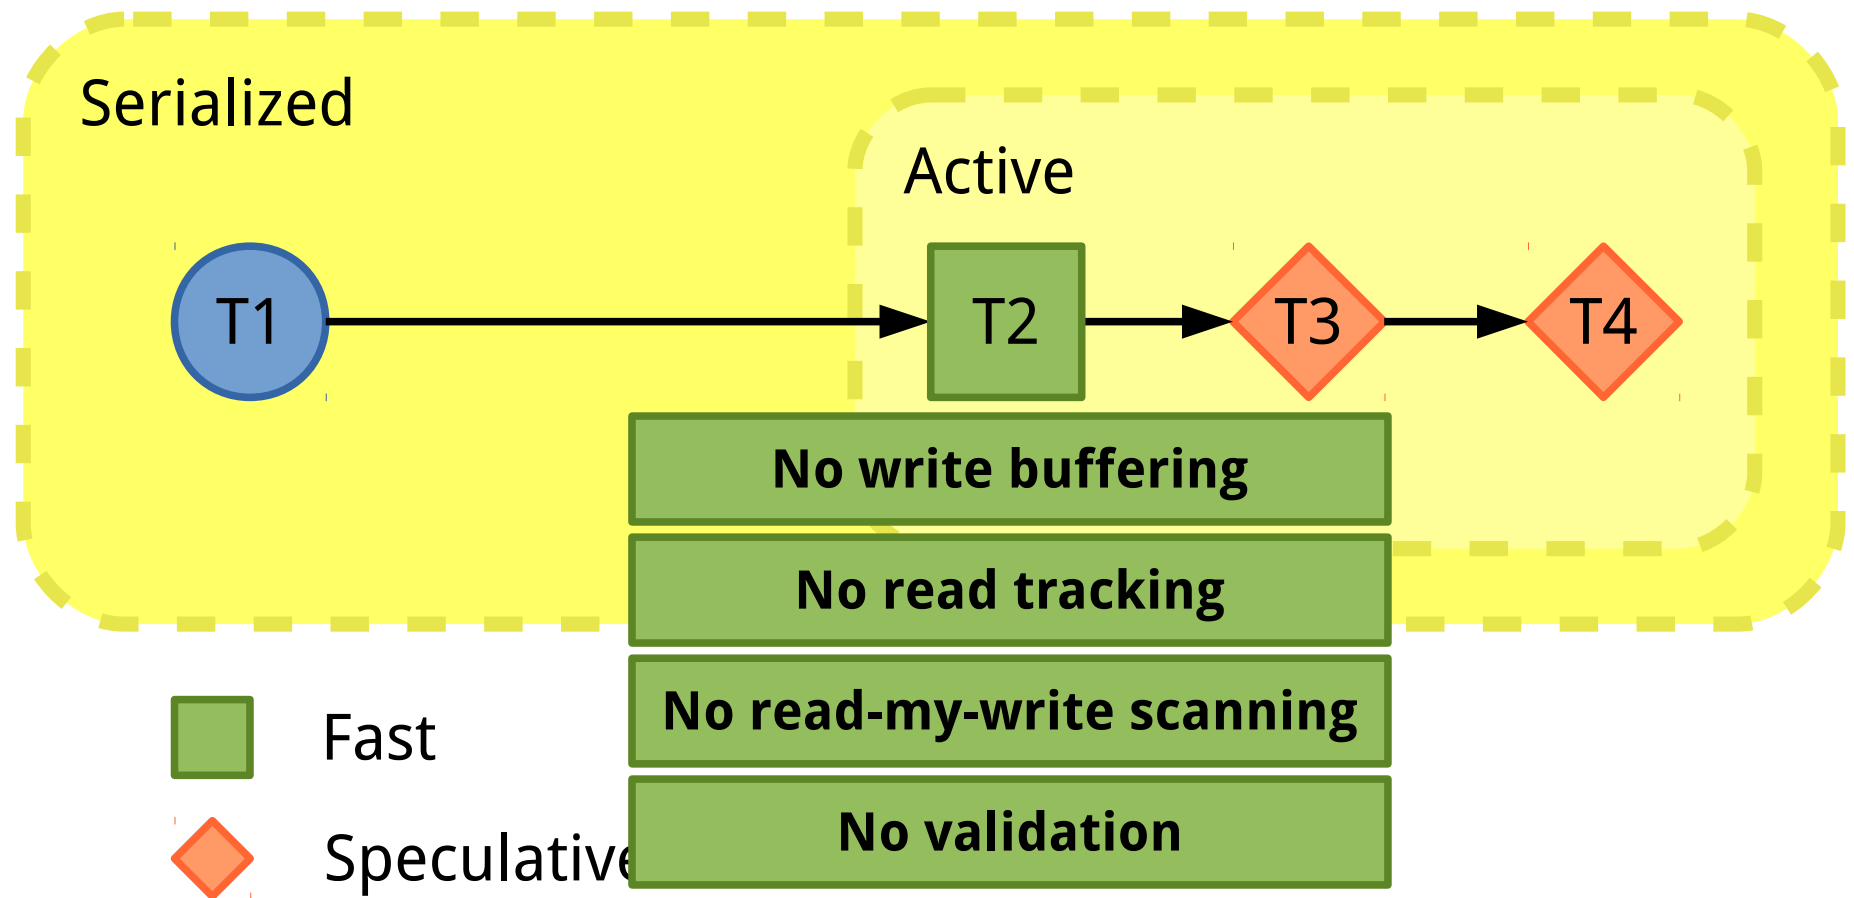 Serialized
Active
T1
T2
T3
T4
No write buffering
No read tracking
No read-my-write scanning
Fast
No validation
Speculative